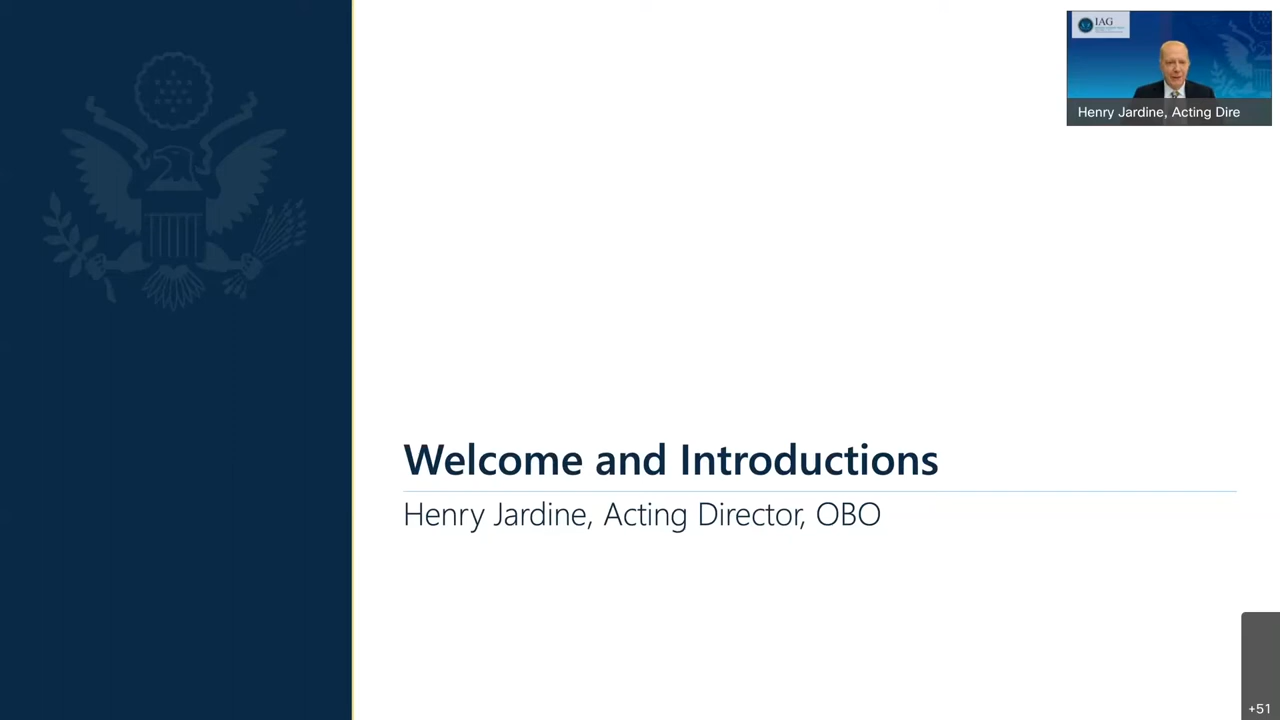 IAG
Henry Jardine, Acting Dire
Welcome and Introductions
Henry Jardine, Acting Director, OBO
+51